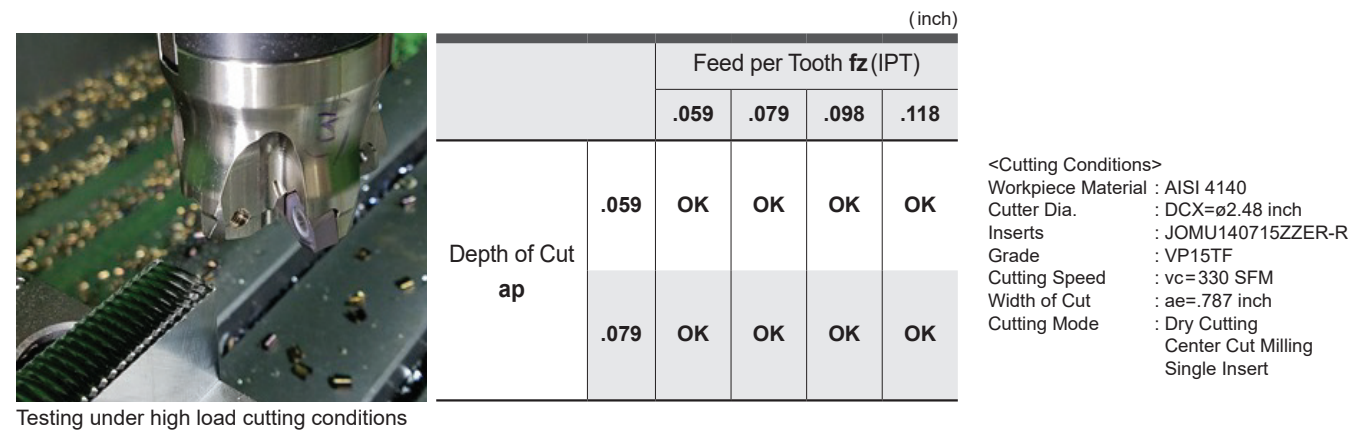 (inch)
Feed per Tooth fz (IPT)
.059 .079 .098 .118
.059 OK OK OK OK
Depth of Cut
ap
.079 OK OK OK OK
<Cutting Conditions>
Workpiece Material : AISI 4140
Cutter Dia. : DCX=ø2.48 inch
Inserts : JOMU140715ZZER-R
Grade : VP15TF
Cutting Speed : vc=330 SFM
Width of Cut : ae=.787 inch
Cutting Mode : Dry Cutting
Center Cut Milling
Single Insert
Testing under high load cutting conditions